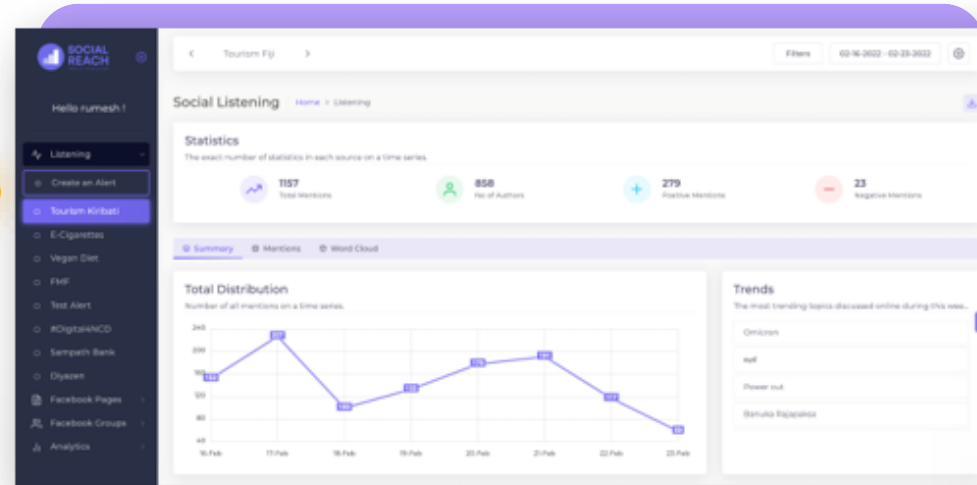 SOCIAL
REACH
Hello rumesh !
Listening
Create an Alert
Tourism Kiribati
E-Cigarettes
Vegan Diet
FMF
Test Alert
#Digital4NCD
Sampath Bank
Diyazen
Facebook Pages
Facebook Groups
Analytics
Tourism Fiji
Filters
02-16-2022 - 02-23-2022
Social Listening
Home > Listening
Statistics
The exact number of statistics in each source on a time series.
1157
Total Mentions
858
No of Authors
279
Positive Mentions
23
Negative Mentions
Summary
Mentions
Word Cloud
Total Distribution
Number of all mentions on a time series.
240
200
160
120
80
40
16.Feb
17.Feb
18.Feb
19.Feb
20.Feb
21.Feb
22.Feb
23.Feb
Trends
The most trending topics discussed online during this wee...
Omicron
Power out
Banuka Rajapaksa